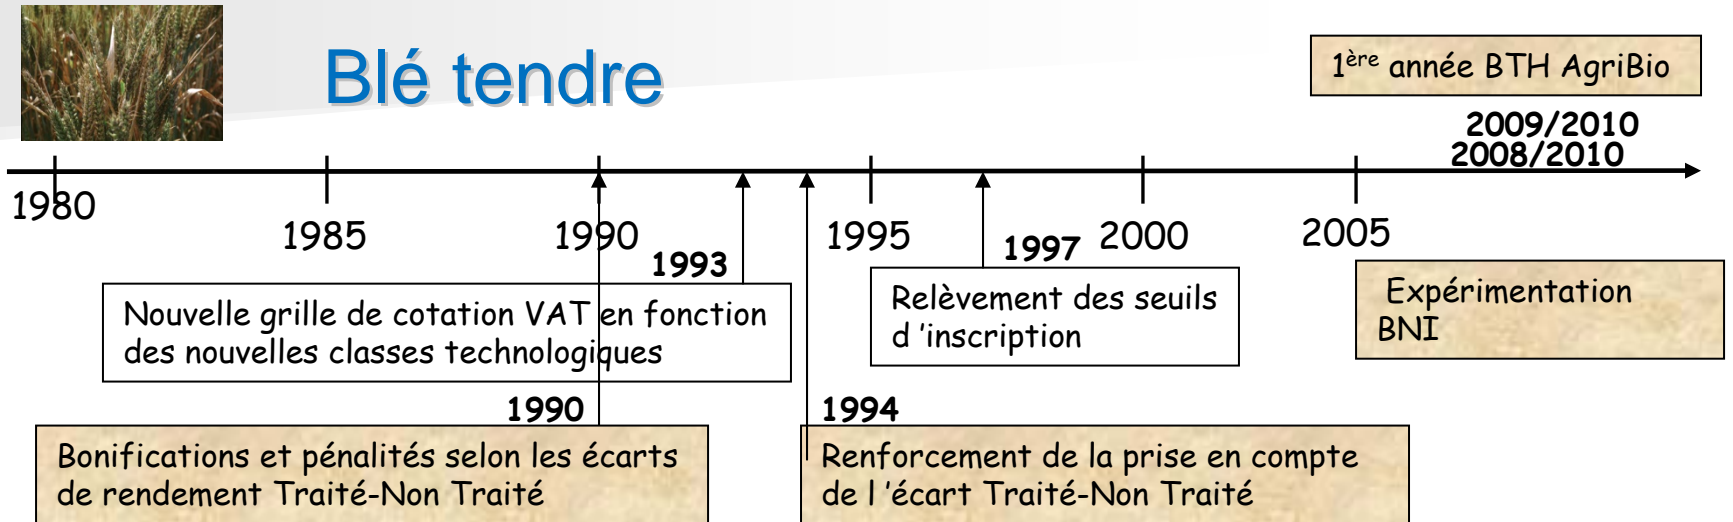 Blé tendre
1ère année BTH AgriBio
2009/2010
2008/2010
1980
1985
1990
1995
2000
2005
1993
1997
Nouvelle grille de cotation VAT en fonction
des nouvelles classes technologiques
Relèvement des seuils
d ’inscription
Expérimentation
BNI
1990
1994
Bonifications et pénalités selon les écarts
de rendement Traité-Non Traité
Renforcement de la prise en compte
de l ’écart Traité-Non Traité